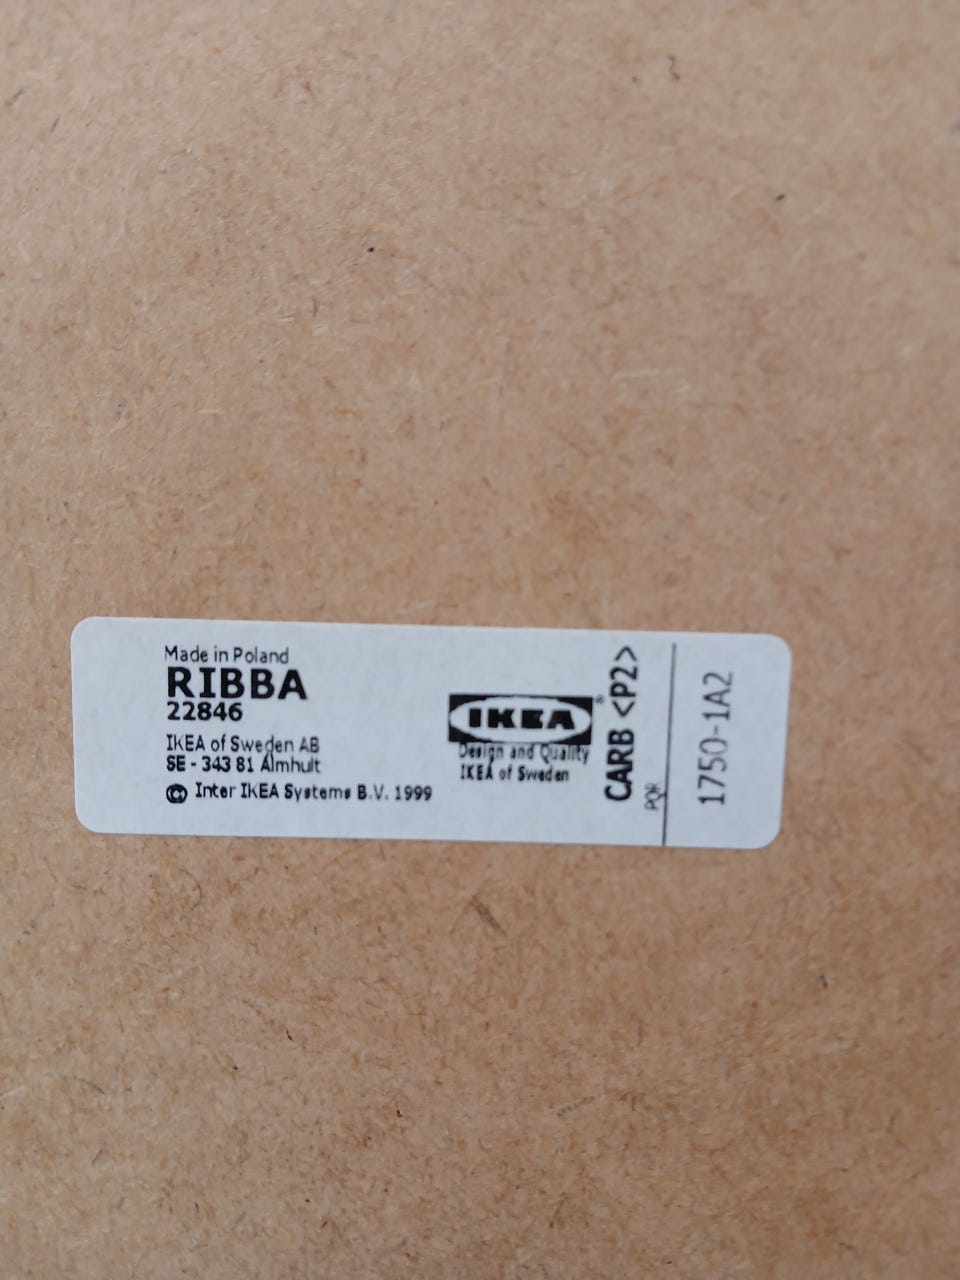 Made in Poland
RIBBA
22846
IKEA of Sweden AB
SE - 343 81 Älmhult
© Inter IKEA Systems B.V. 1999
IKEA®
Design and Quality
IKEA of Sweden
CARB <P2>
PQR
1750-1A2